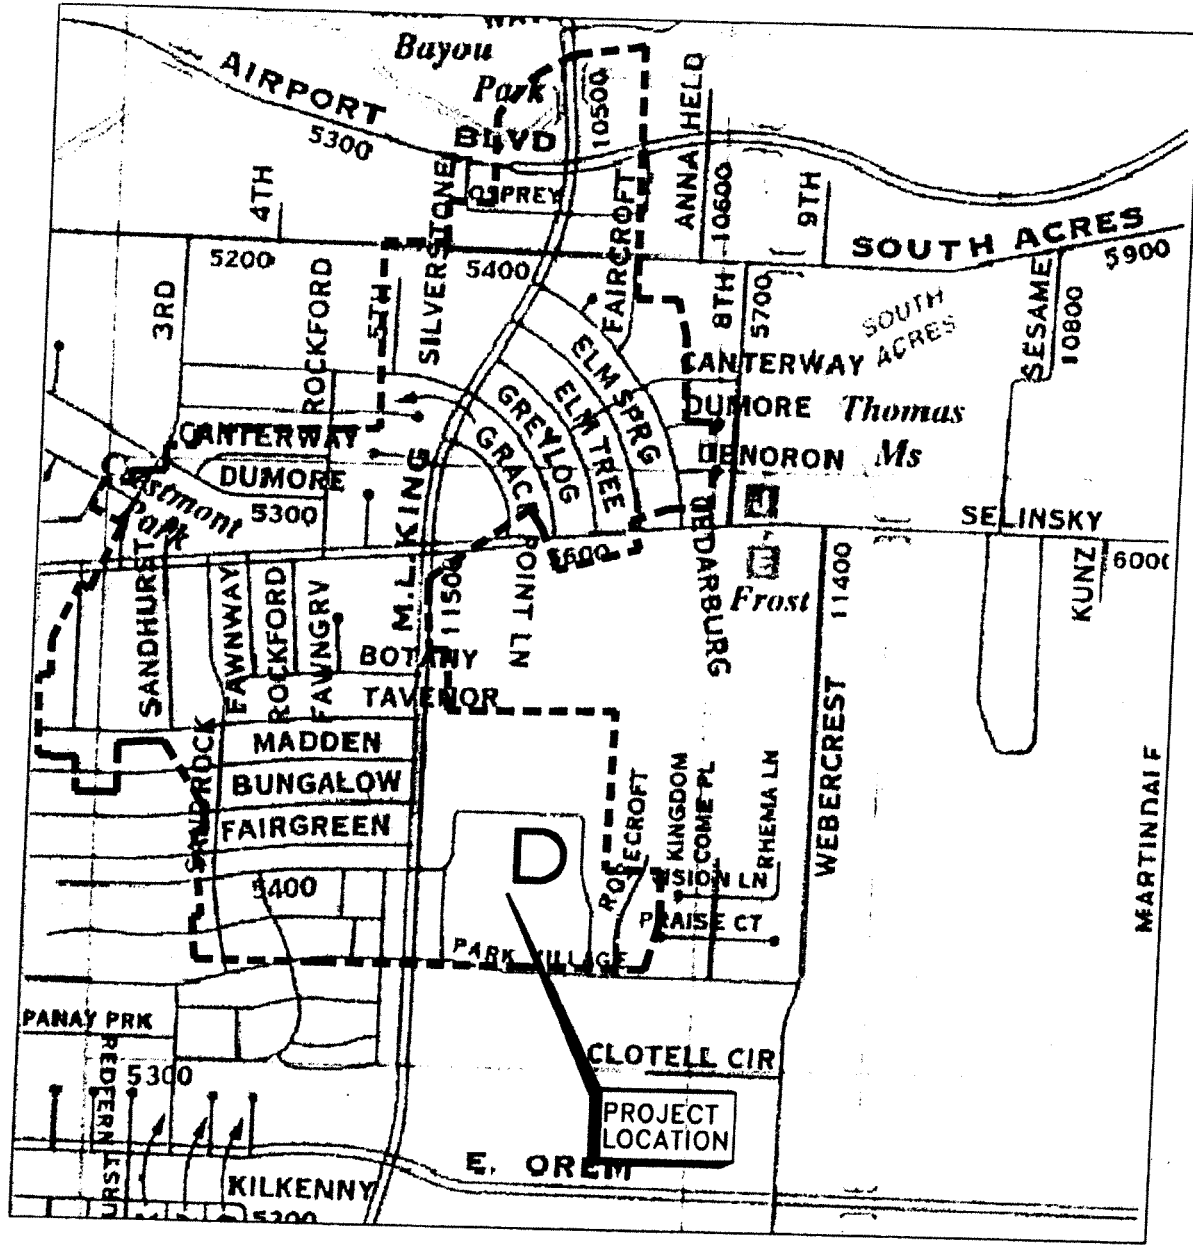 Bayou
Park
AIRPORT
BLVD
5300
10500
ANNA HELD
4TH
SILVERSTONE
OSPREY
FAIRCROFT
10600
9TH
SOUTH ACRES
5900
5200
5400
3RD
ROCKFORD
5TH
8TH
5700
SOUTH
ACRES
SESAME
10800
CANTERWAY
ELM SPRG
ELM TREE
GREYLOG
GRACE
POINT LN
DUMORE
Thomas
Ms
DENORON
CANTERWAY
DUMORE
5300
Park
M.L. KING
5600
SELINSKY
6000
KUNZ
11500
DEDARBURG
Frost
11400
SANDHURST
FAWNWAY
ROCKFORD
FAWNGRV
BOTANY
TAVENOR
MADDEN
BUNGALOW
FAIRGREEN
SANDROCK
WEBERCREST
MARTINDALE
KINGDOM
COME PL
RHEMA LN
D
VISION LN
PRAISE CT
5400
PARK VILLAGE
PANAY PRK
REDFERN
5300
CLOTELL CIR
PROJECT
LOCATION
E. OREM
KILKENNY
5200